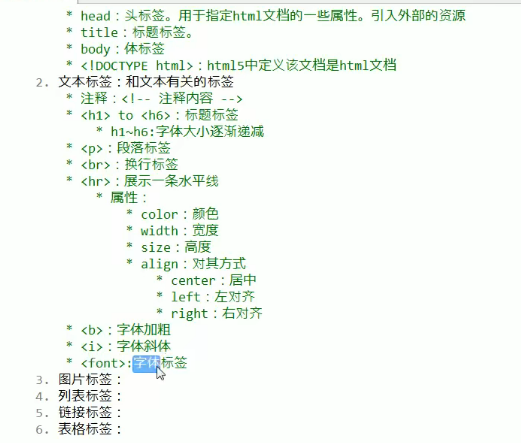 * head：头标签。用于指定html文档的一些属性。引入外部的资源
* title：标题标签。
* body：体标签
* <!DOCTYPE html>：html5中定义该文档是html文档
2. 文本标签：和文本有关的标签
* 注释：<!-- 注释内容 -->
* <h1> to <h6>：标题标签
* h1~h6:字体大小逐渐递减
* <p>：段落标签
* <br>：换行标签
* <hr>：展示一条水平线
* 属性：
* color：颜色
* width：宽度
* size：高度
* align：对其方式
* center：居中
* left：左对齐
* right：右对齐
* <b>：字体加粗
* <i>：字体斜体
* <font>:字体标签
3. 图片标签：
4. 列表标签：
5. 链接标签：
6. 表格标签：